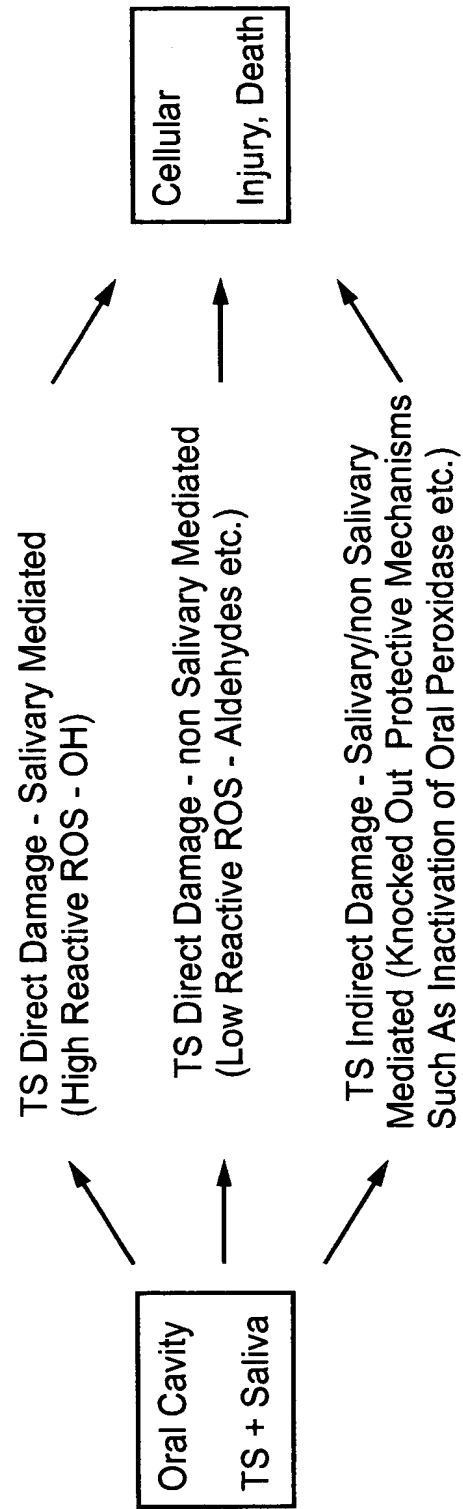 Oral Cavity
TS + Saliva
TS Direct Damage - Salivary Mediated
(High Reactive ROS - OH)
TS Direct Damage - non Salivary Mediated
(Low Reactive ROS - Aldehydes etc.)
TS Indirect Damage - Salivary/non Salivary
Mediated (Knocked Out Protective Mechanisms
Such As Inactivation of Oral Peroxidase etc.)
Cellular
Injury, Death